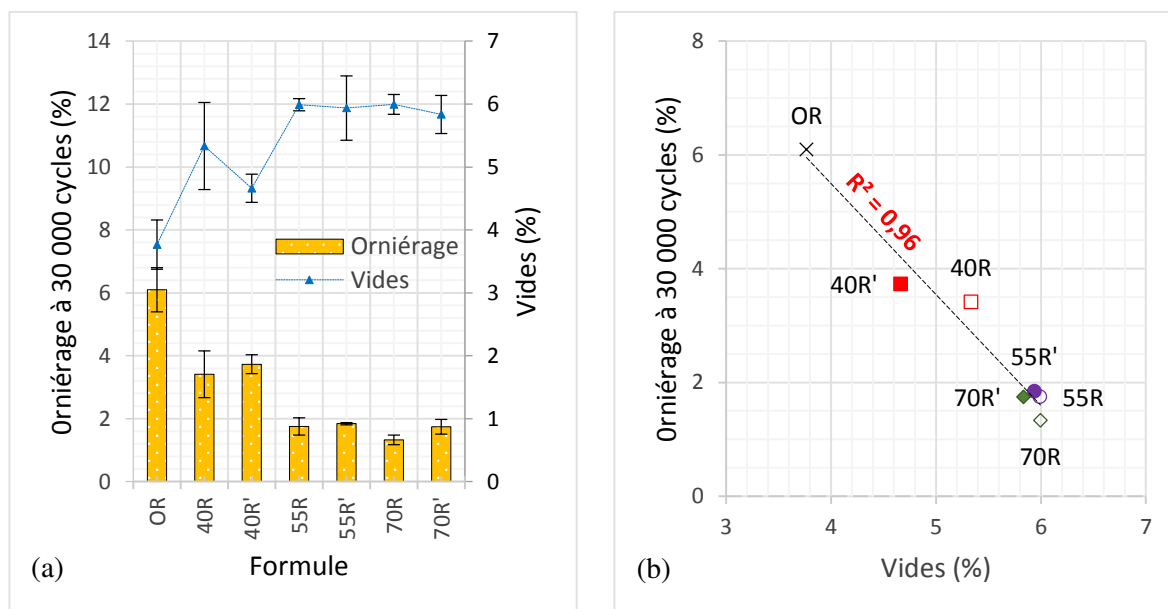 14
12
10
8
6
4
2
0
Orniérage à 30 000 cycles (%)
7
6
5
4
3
2
1
0
Vides (%)
Orniérage
Vides
OR
40R
40R'
55R
55R'
70R
70R'
Formule
(a)
8
6
4
2
0
Orniérage à 30 000 cycles (%)
OR
R² = 0,96
40R
40R'
55R'
70R'
55R
70R
3
4
5
6
7
Vides (%)
(b)